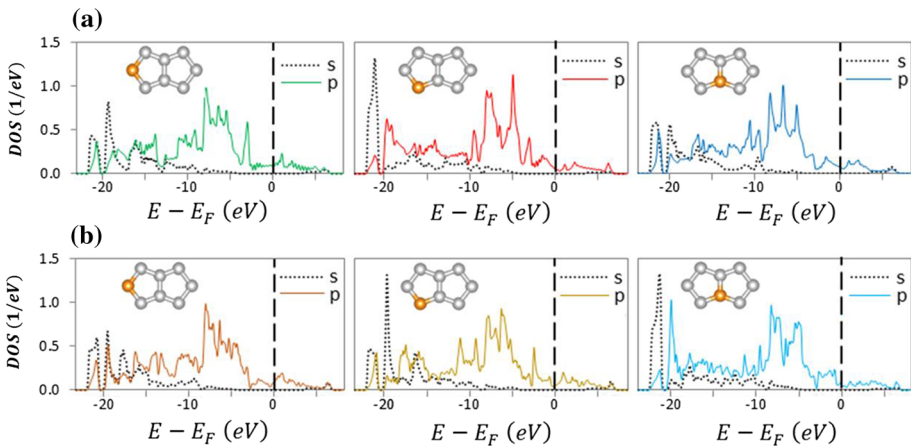 (a)
DOS (1/eV)
1.5
1.0
0.5
0.0
s
p
s
p
s
p
-20 -10 0
-20 -10 0
-20 -10 0
E − E_F (eV)
E − E_F (eV)
E − E_F (eV)
(b)
DOS (1/eV)
1.5
1.0
0.5
0.0
s
p
s
p
s
p
-20 -10 0
-20 -10 0
-20 -10 0
E − E_F (eV)
E − E_F (eV)
E − E_F (eV)